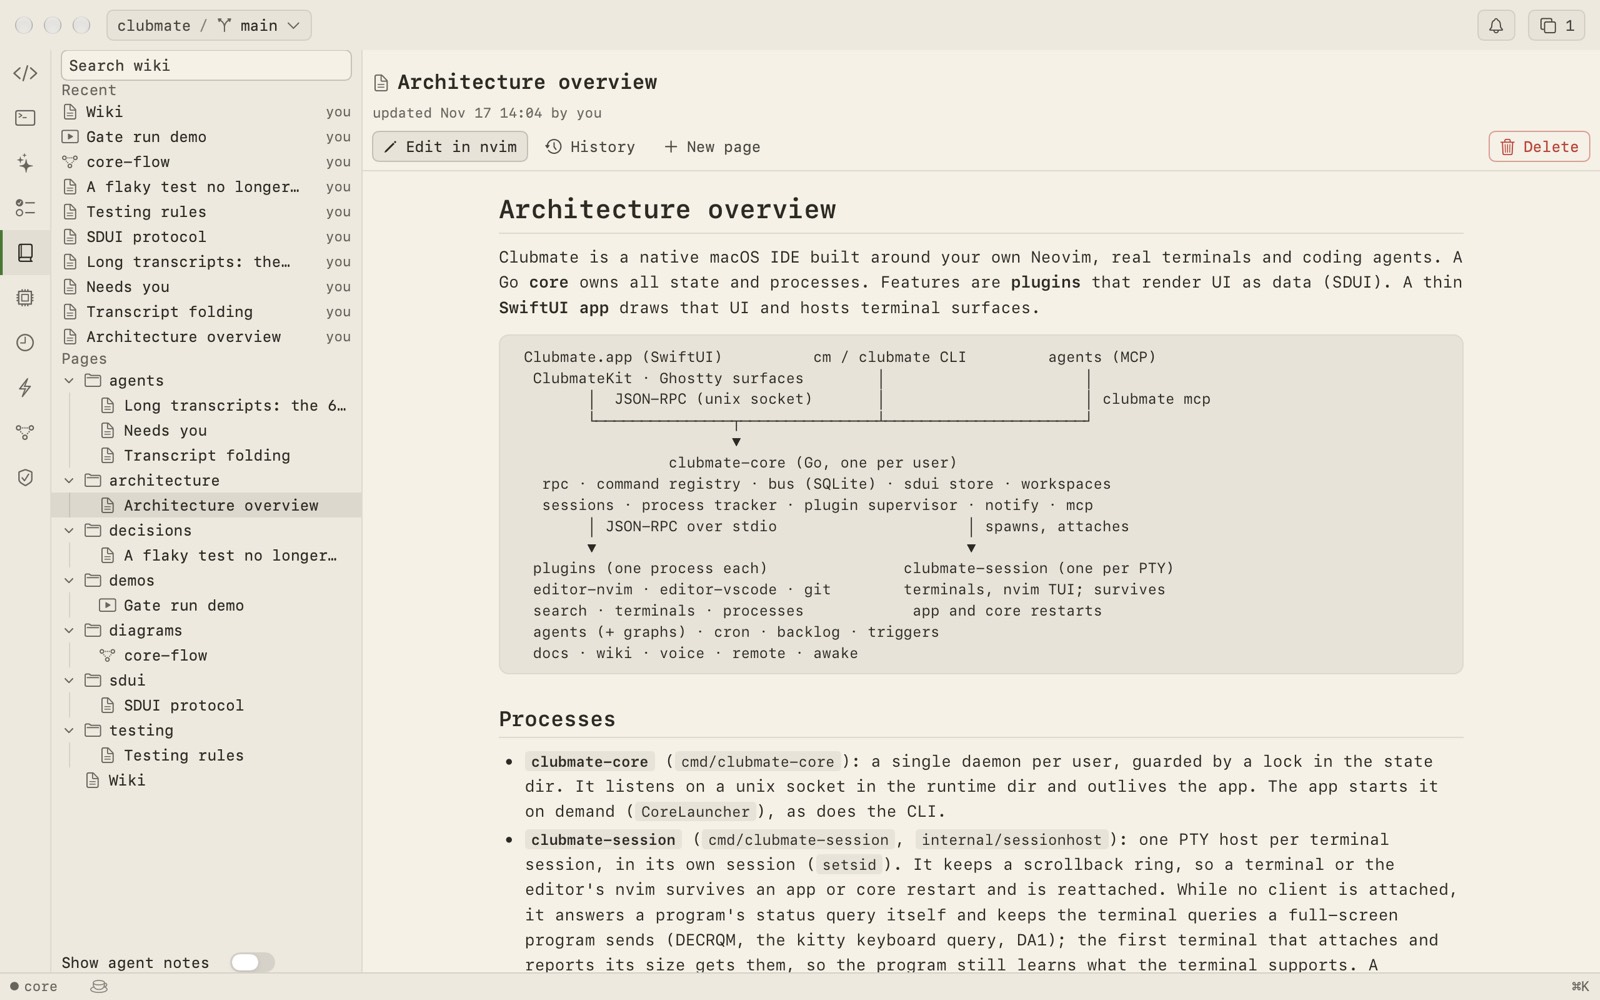 clubmate / main
1
Search wiki
Recent
Wiki you
Gate run demo you
core-flow you
A flaky test no longer… you
Testing rules you
SDUI protocol you
Long transcripts: the… you
Needs you you
Transcript folding you
Architecture overview you
Pages
agents
Long transcripts: the 6…
Needs you
Transcript folding
architecture
Architecture overview
decisions
A flaky test no longer…
demos
Gate run demo
diagrams
core-flow
sdui
SDUI protocol
testing
Testing rules
Wiki
Show agent notes
Architecture overview
updated Nov 17 14:04 by you
Edit in nvim History New page Delete
Architecture overview
Clubmate is a native macOS IDE built around your own Neovim, real terminals and coding agents. A
Go core owns all state and processes. Features are plugins that render UI as data (SDUI). A thin
SwiftUI app draws that UI and hosts terminal surfaces.
Clubmate.app (SwiftUI) cm / clubmate CLI agents (MCP)
ClubmateKit · Ghostty surfaces
JSON-RPC (unix socket) clubmate mcp
clubmate-core (Go, one per user)
rpc · command registry · bus (SQLite) · sdui store · workspaces
sessions · process tracker · plugin supervisor · notify · mcp
JSON-RPC over stdio spawns, attaches
plugins (one process each) clubmate-session (one per PTY)
editor-nvim · editor-vscode · git terminals, nvim TUI; survives
search · terminals · processes app and core restarts
agents (+ graphs) · cron · backlog · triggers
docs · wiki · voice · remote · awake
Processes
• clubmate-core (cmd/clubmate-core): a single daemon per user, guarded by a lock in the state
dir. It listens on a unix socket in the runtime dir and outlives the app. The app starts it
on demand (CoreLauncher), as does the CLI.
• clubmate-session (cmd/clubmate-session, internal/sessionhost): one PTY host per terminal
session, in its own session (setsid). It keeps a scrollback ring, so a terminal or the
editor's nvim survives an app or core restart and is reattached. While no client is attached,
it answers a program's status query itself and keeps the terminal queries a full-screen
program sends (DECRQM, the kitty keyboard query, DA1); the first terminal that attaches and
reports its size gets them, so the program still learns what the terminal supports. A
core
⌘K